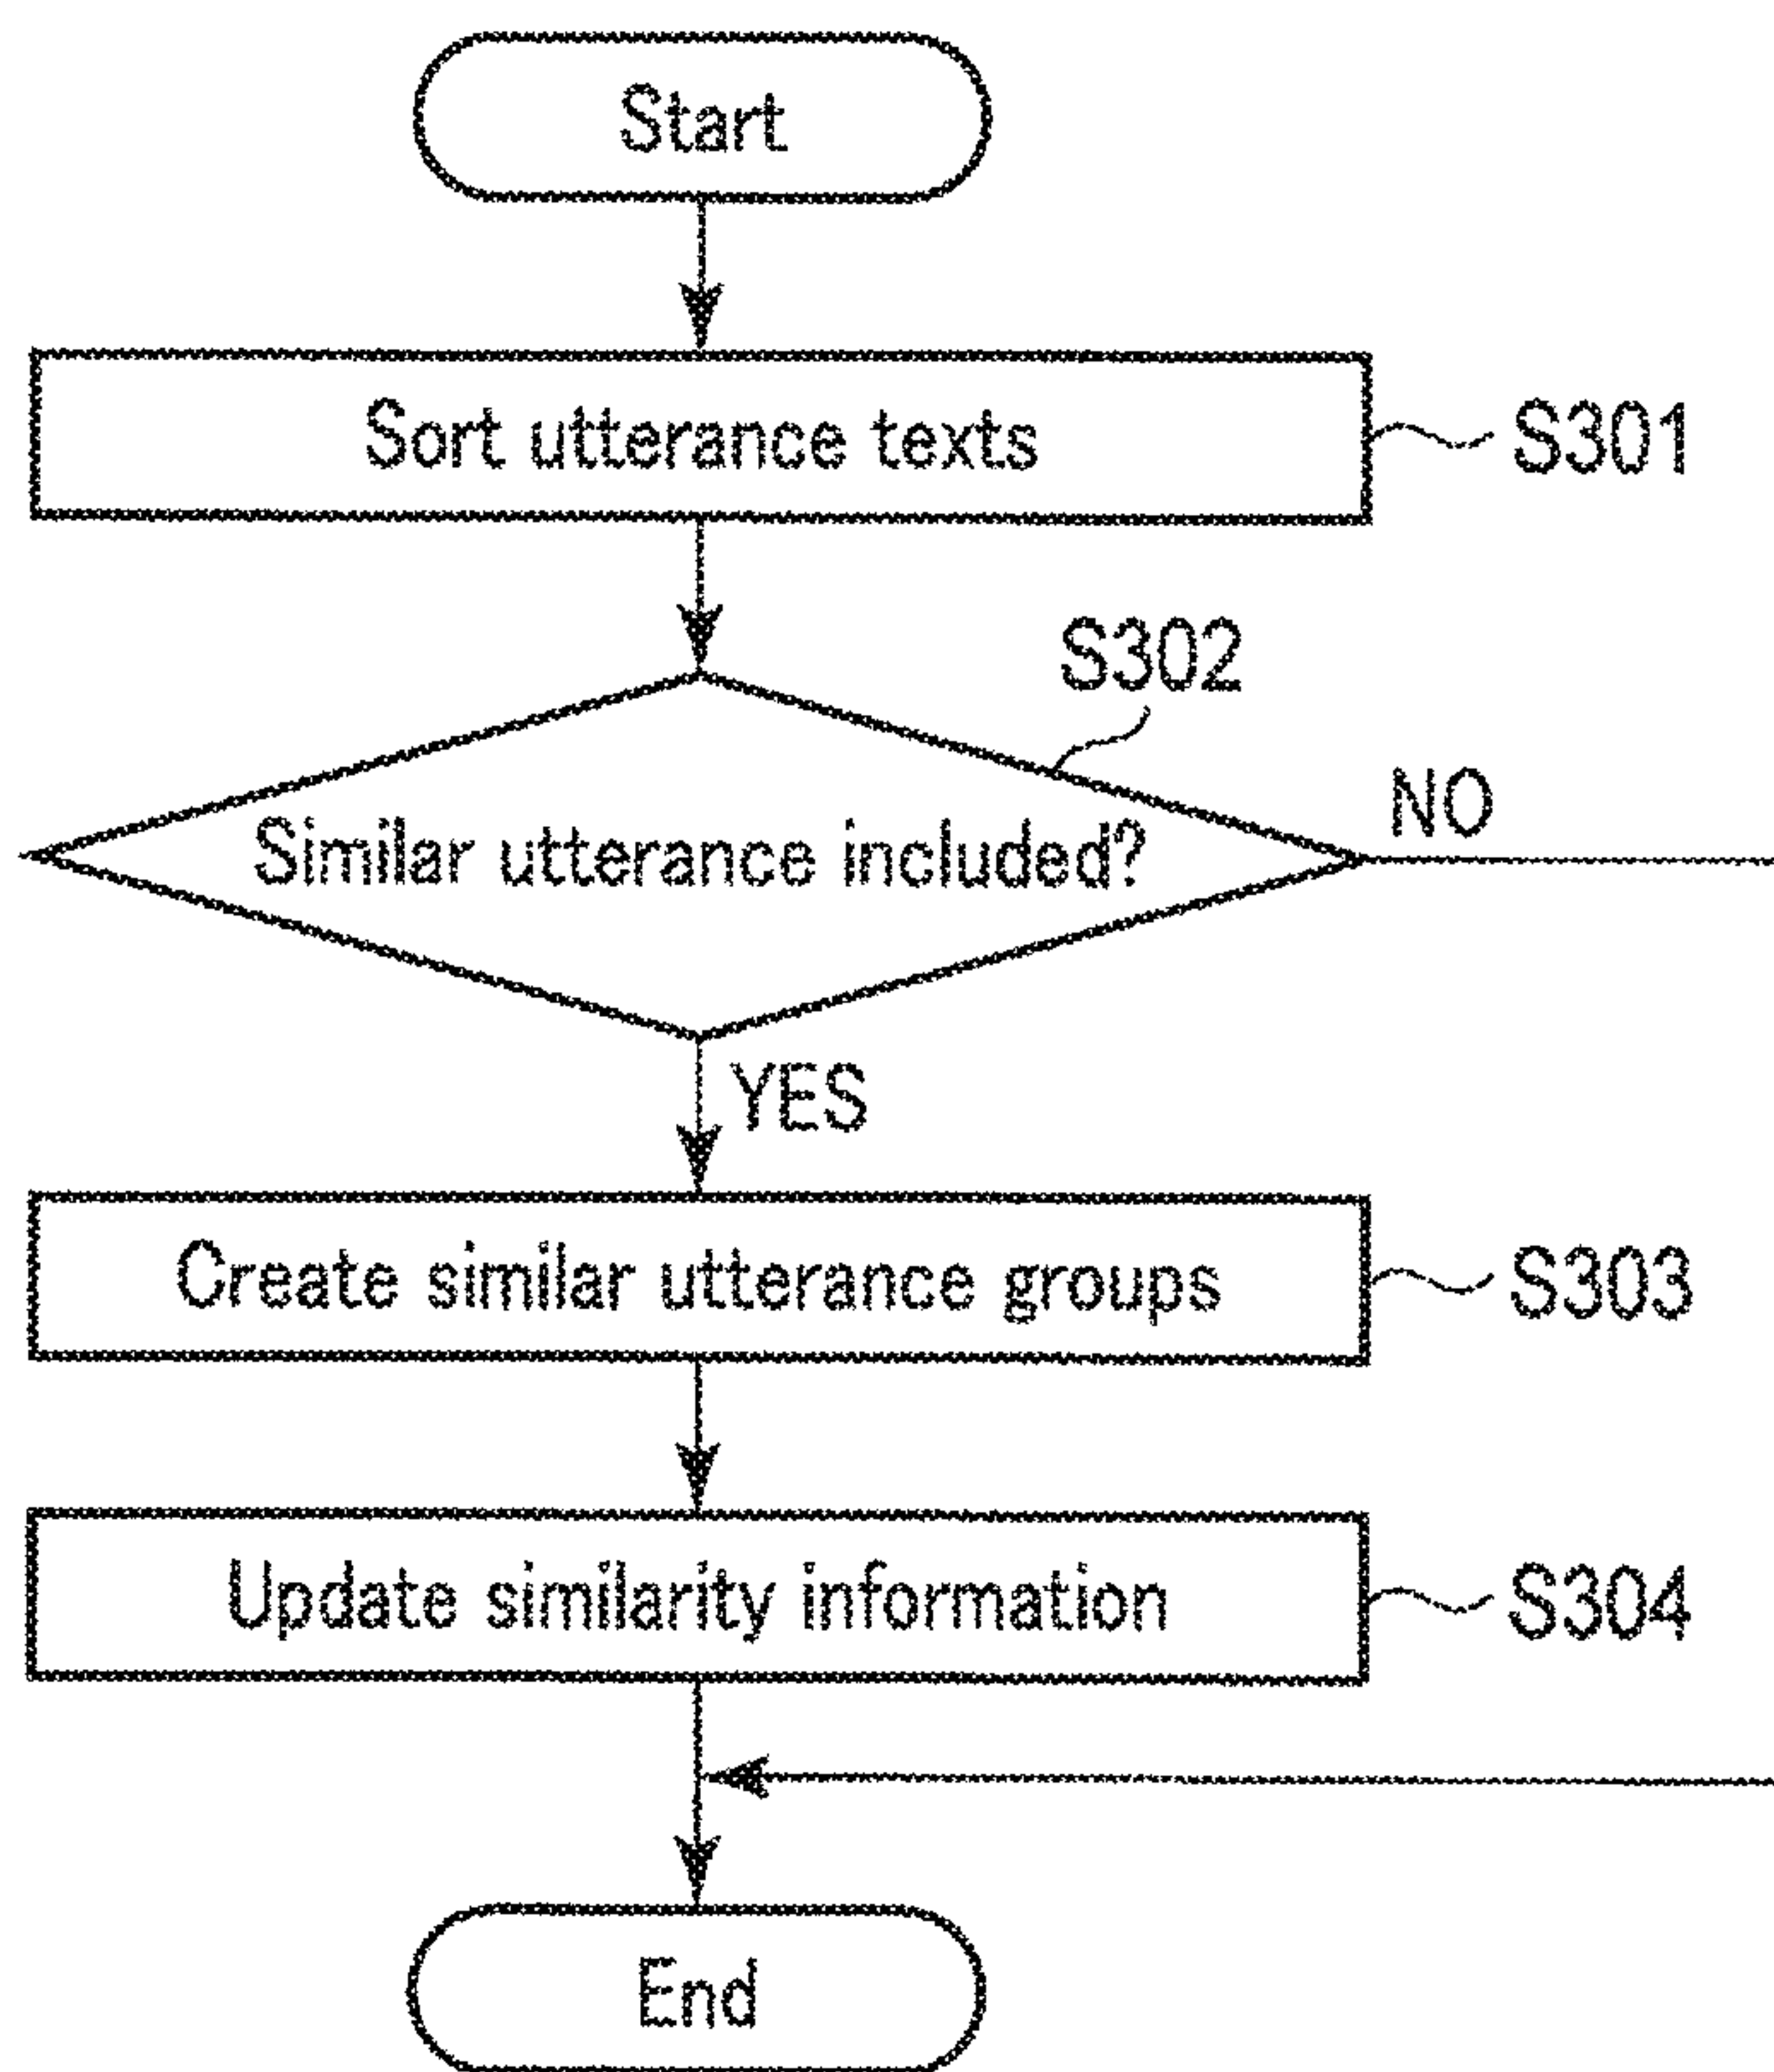 Start
Sort utterance texts
S301
S302
Similar utterance included?
NO
YES
Create similar utterance groups
S303
Update similarity information
S304
End